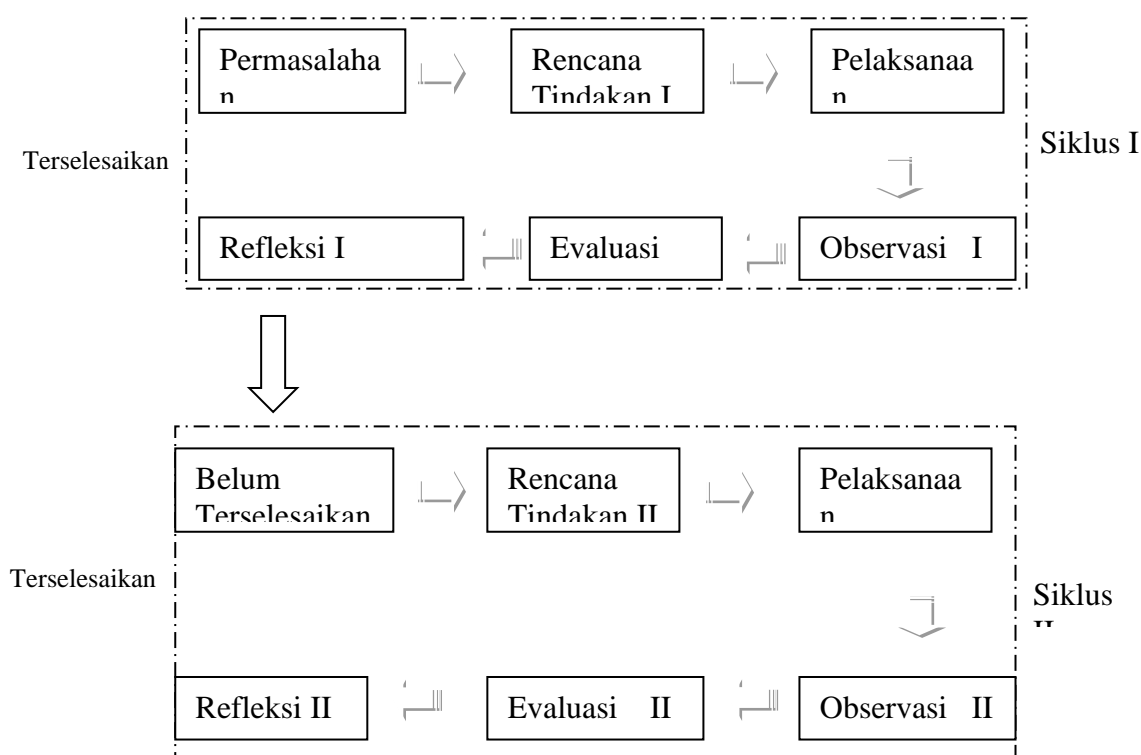 Permasalaha
n
Rencana
Tindakan I
Pelaksanaa
n
Terselesaikan
Siklus I
Refleksi I
Evaluasi
Observasi I
Belum
Terselesaikan
Rencana
Tindakan II
Pelaksanaa
n
Terselesaikan
Siklus
II
Refleksi II
Evaluasi II
Observasi II